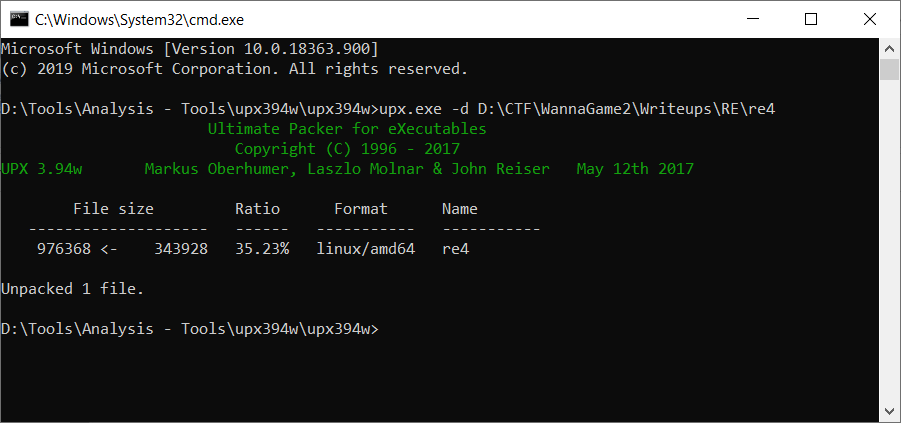 C:\Windows\System32\cmd.exe
Microsoft Windows [Version 10.0.18363.900]
(c) 2019 Microsoft Corporation. All rights reserved.
D:\Tools\Analysis - Tools\upx394w\upx394w>upx.exe -d D:\CTF\WannaGame2\Writeups\RE\re4
Ultimate Packer for eXecutables
Copyright (C) 1996 - 2017
UPX 3.94w       Markus Oberhumer, Laszlo Molnar & John Reiser   May 12th 2017
File size         Ratio      Format      Name
--------------------   ------   -----------   -----------
976368 <-    343928   35.23%   linux/amd64   re4
Unpacked 1 file.
D:\Tools\Analysis - Tools\upx394w\upx394w>